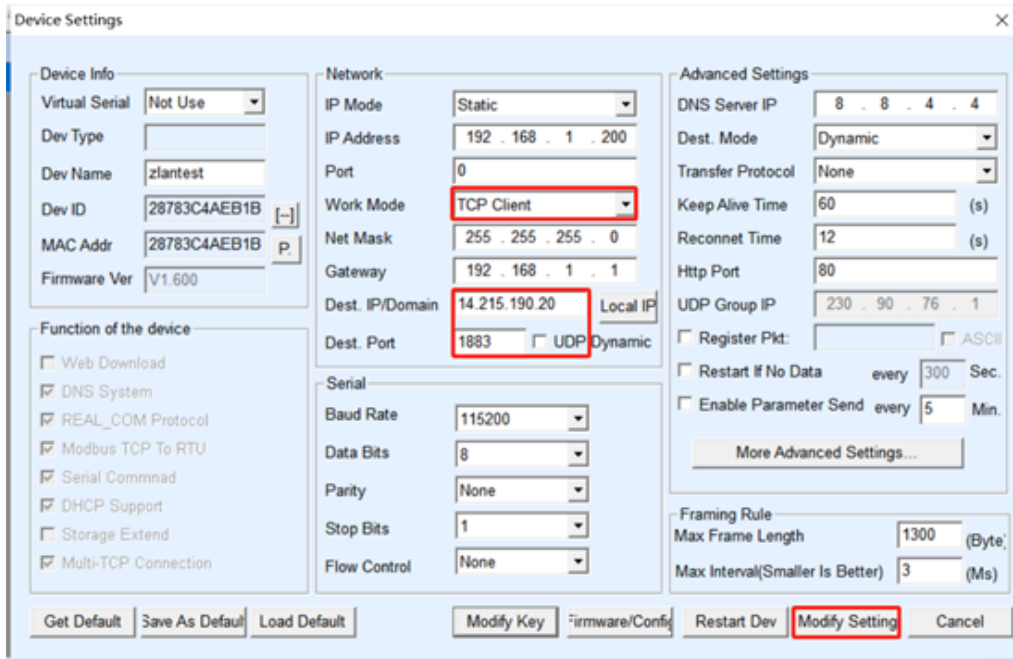 Device Settings
Device Info
Virtual Serial Not Use
Dev Type
Dev Name zlantest
Dev ID 28783C4AEB1B [--]
MAC Addr 28783C4AEB1B P.
Firmware Ver V1.600
Function of the device
Web Download
DNS System
REAL_COM Protocol
Modbus TCP To RTU
Serial Commnad
DHCP Support
Storage Extend
Multi-TCP Connection
Network
IP Mode Static
IP Address 192 . 168 . 1 . 200
Port 0
Work Mode TCP Client
Net Mask 255 . 255 . 255 . 0
Gateway 192 . 168 . 1 . 1
Dest. IP/Domain 14.215.190.20 Local IP
Dest. Port 1883 UDP Dynamic
Serial
Baud Rate 115200
Data Bits 8
Parity None
Stop Bits 1
Flow Control None
Advanced Settings
DNS Server IP 8 . 8 . 4 . 4
Dest. Mode Dynamic
Transfer Protocol None
Keep Alive Time 60 (s)
Reconnet Time 12 (s)
Http Port 80
UDP Group IP 230 . 90 . 76 . 1
Register Pkt: ASCII
Restart If No Data every 300 Sec.
Enable Parameter Send every 5 Min.
More Advanced Settings...
Framing Rule
Max Frame Length 1300 (Byte)
Max Interval(Smaller Is Better) 3 (Ms)
Get Default Save As Defaul Load Default Modify Key Firmware/Config Restart Dev Modify Setting Cancel